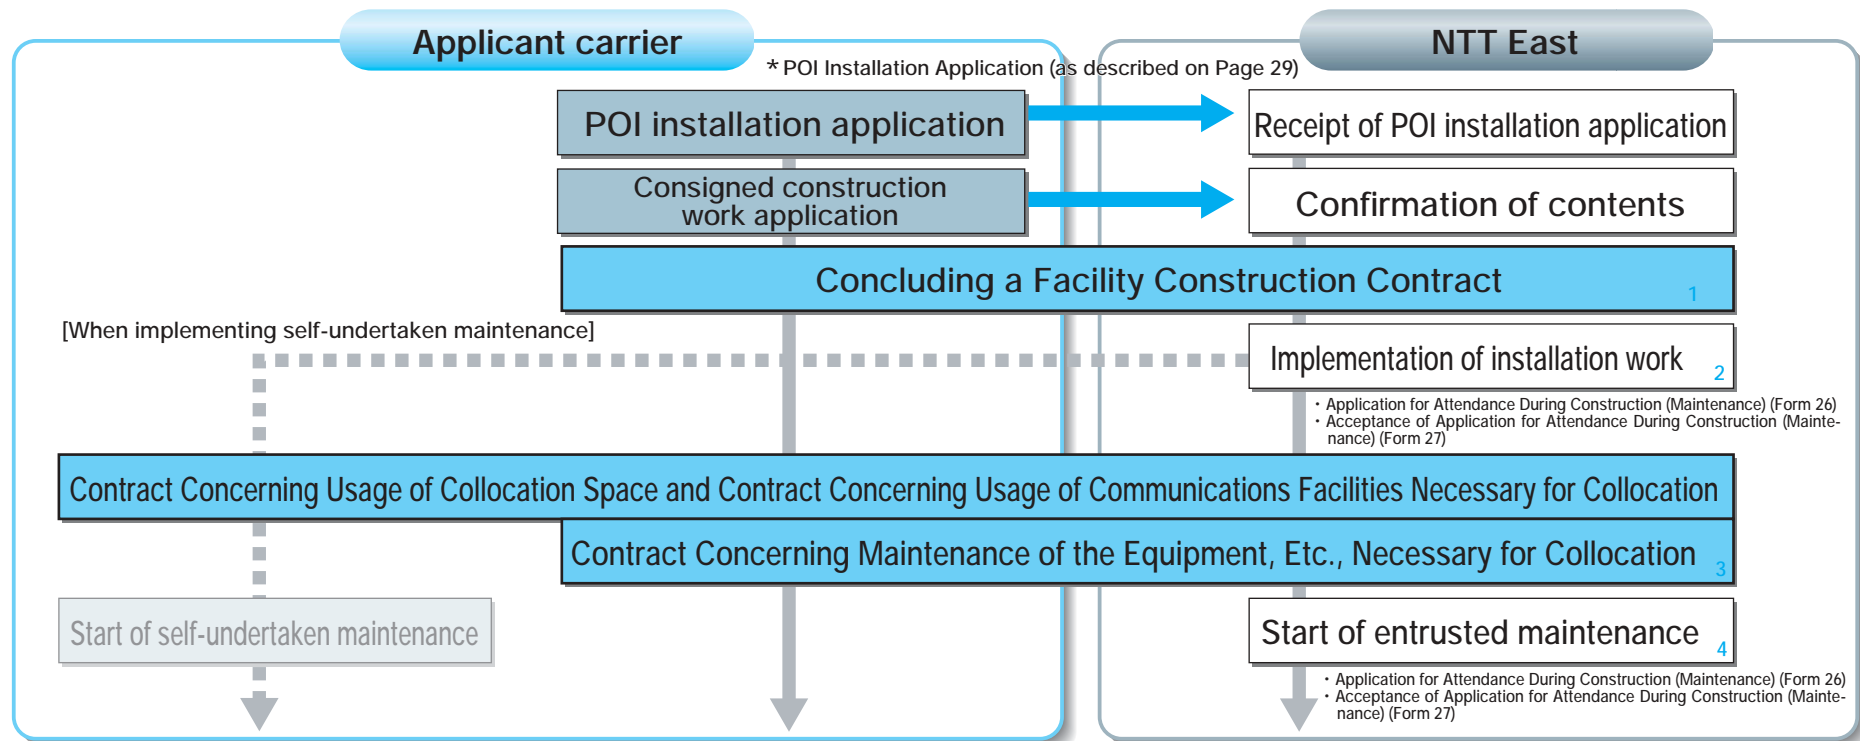 Applicant carrier
NTT East
* POI Installation Application (as described on Page 29)
POI installation application
Receipt of POI installation application
Consigned construction
work application
Confirmation of contents
Concluding a Facility Construction Contract
1
[When implementing self-undertaken maintenance]
Implementation of installation work
2
・Application for Attendance During Construction (Maintenance) (Form 26)
・Acceptance of Application for Attendance During Construction (Mainte-
nance) (Form 27)
Contract Concerning Usage of Collocation Space and Contract Concerning Usage of Communications Facilities Necessary for Collocation
Contract Concerning Maintenance of the Equipment, Etc., Necessary for Collocation
3
Start of self-undertaken maintenance
Start of entrusted maintenance
4
・Application for Attendance During Construction (Maintenance) (Form 26)
・Acceptance of Application for Attendance During Construction (Mainte-
nance) (Form 27)